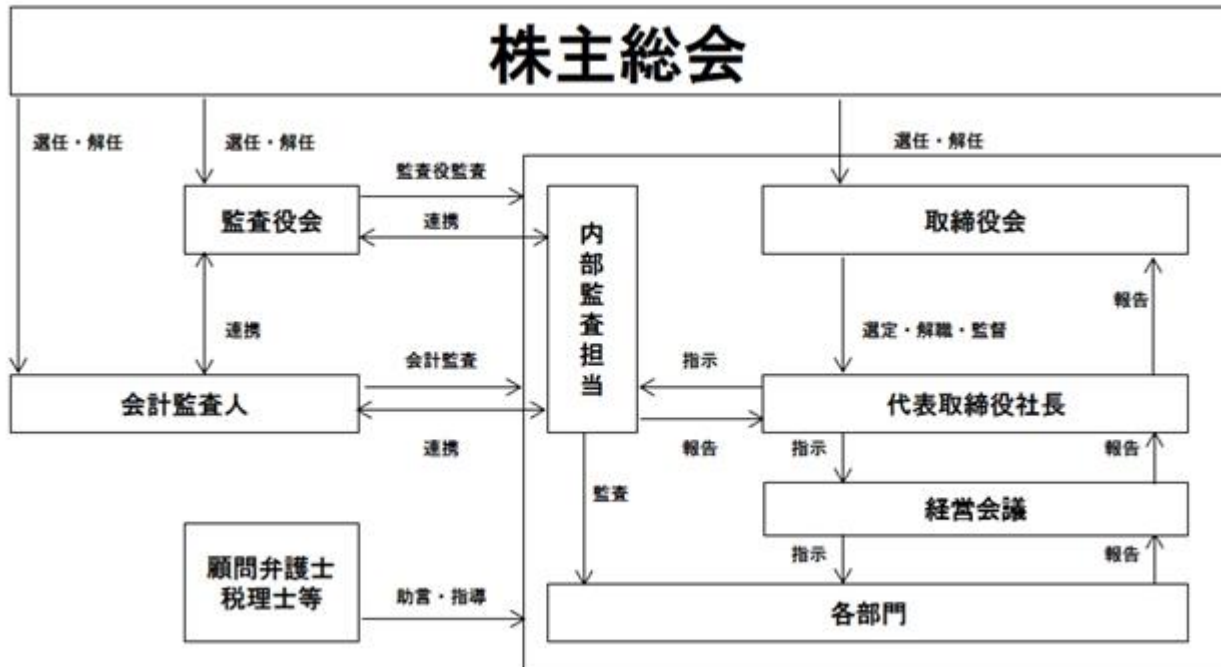 株主総会
選任・解任
選任・解任
選任・解任
監査役監査
監査役会
連携
内部監査担当
取締役会
報告
連携
選定・解職・監督
会計監査
指示
会計監査人
代表取締役社長
連携
報告
指示
報告
監査
経営会議
顧問弁護士
税理士等
指示
報告
助言・指導
各部門